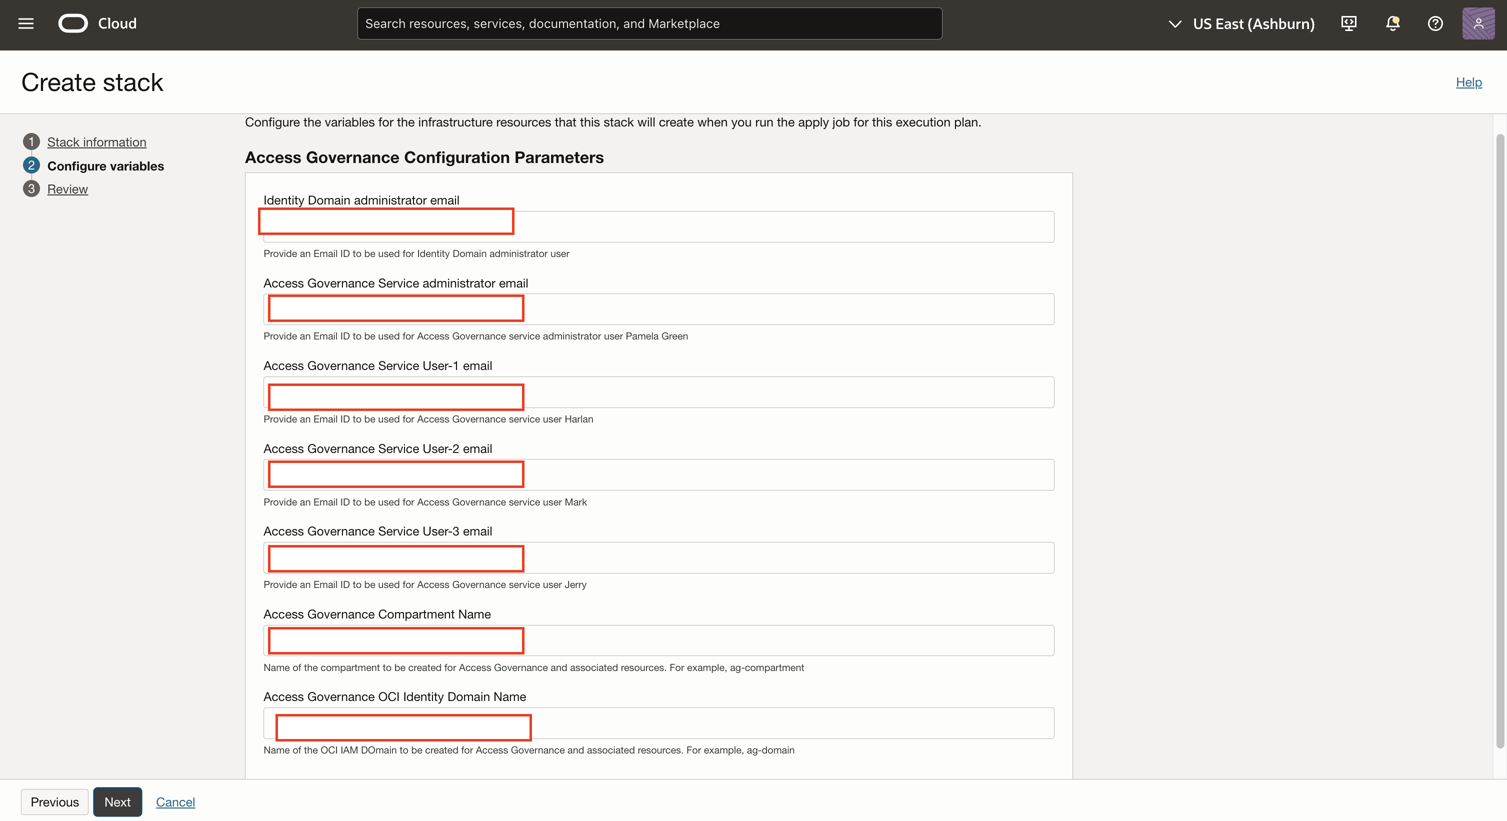 Cloud
Search resources, services, documentation, and Marketplace
US East (Ashburn)
Create stack
Help
1 Stack information
2 Configure variables
3 Review
Configure the variables for the infrastructure resources that this stack will create when you run the apply job for this execution plan.
Access Governance Configuration Parameters
Identity Domain administrator email
Provide an Email ID to be used for Identity Domain administrator user
Access Governance Service administrator email
Provide an Email ID to be used for Access Governance service administrator user Pamela Green
Access Governance Service User-1 email
Provide an Email ID to be used for Access Governance service user Harlan
Access Governance Service User-2 email
Provide an Email ID to be used for Access Governance service user Mark
Access Governance Service User-3 email
Provide an Email ID to be used for Access Governance service user Jerry
Access Governance Compartment Name
Name of the compartment to be created for Access Governance and associated resources. For example, ag-compartment
Access Governance OCI Identity Domain Name
Name of the OCI IAM DOmain to be created for Access Governance and associated resources. For example, ag-domain
Previous
Next
Cancel